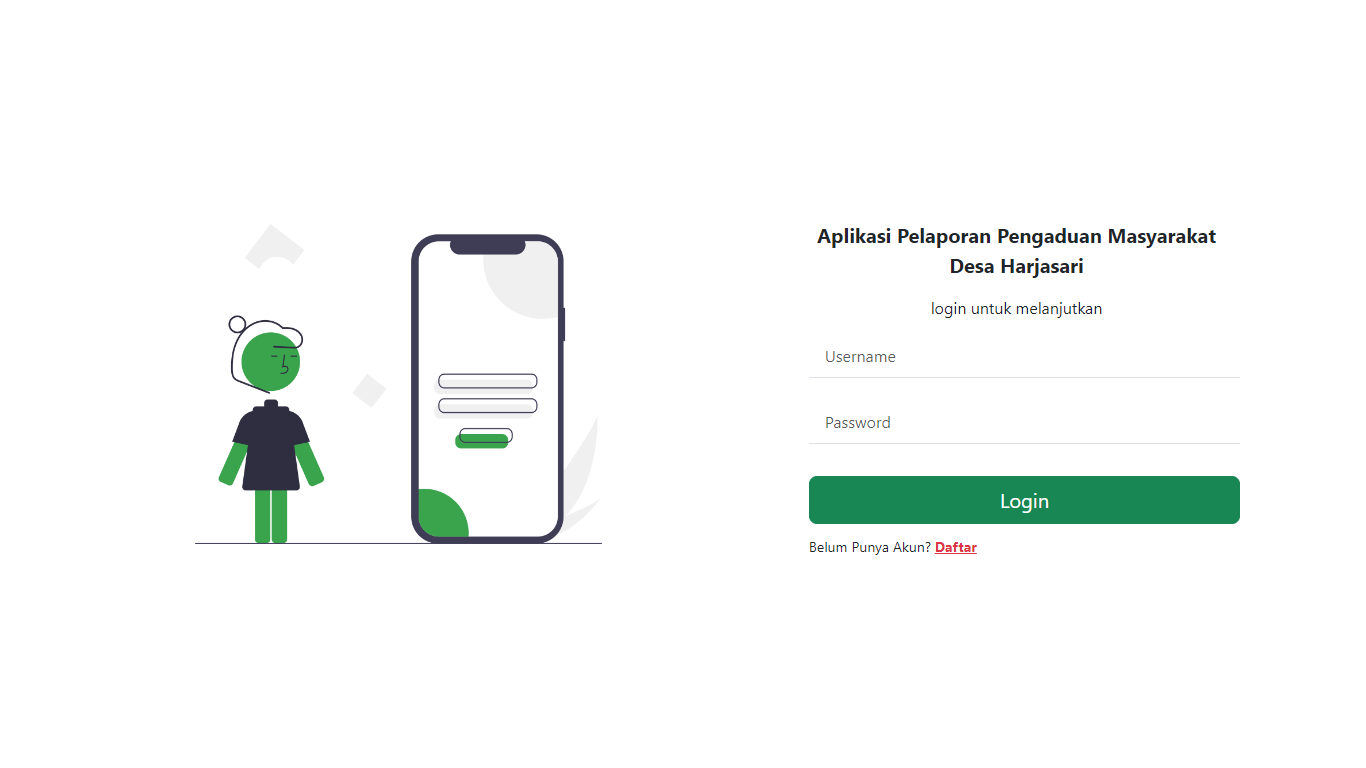 Aplikasi Pelaporan Pengaduan Masyarakat
Desa Harjasari
login untuk melanjutkan
Username
Password
Login
Belum Punya Akun? Daftar